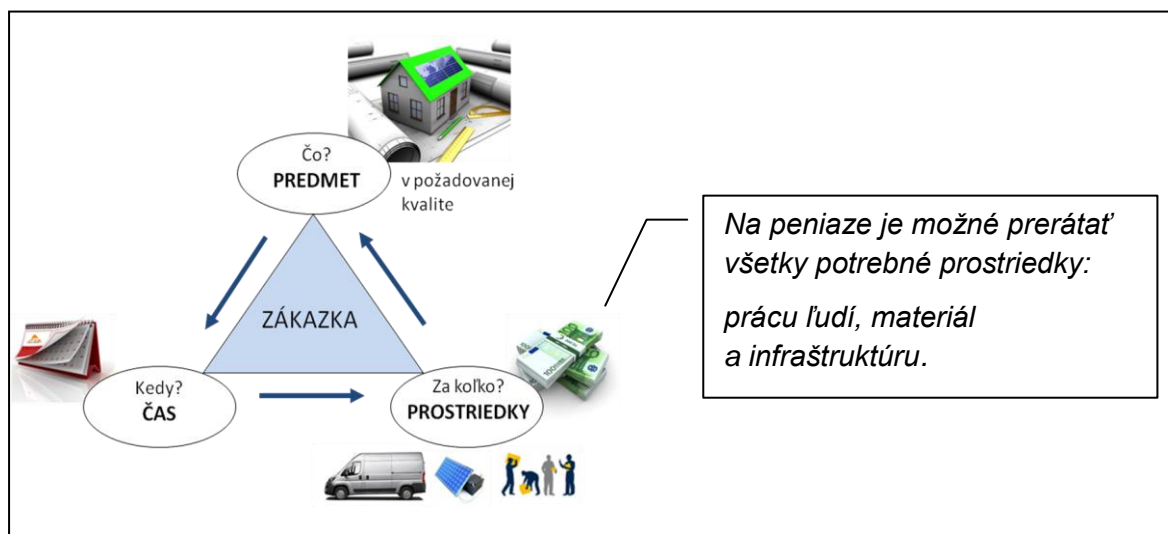 Čo?
PREDMET
v požadovanej
kvalite
ZÁKAZKA
Kedy?
ČAS
Za koľko?
PROSTRIEDKY
Na peniaze je možné prerátať
všetky potrebné prostriedky:
prácu ľudí, materiál
a infraštruktúru.